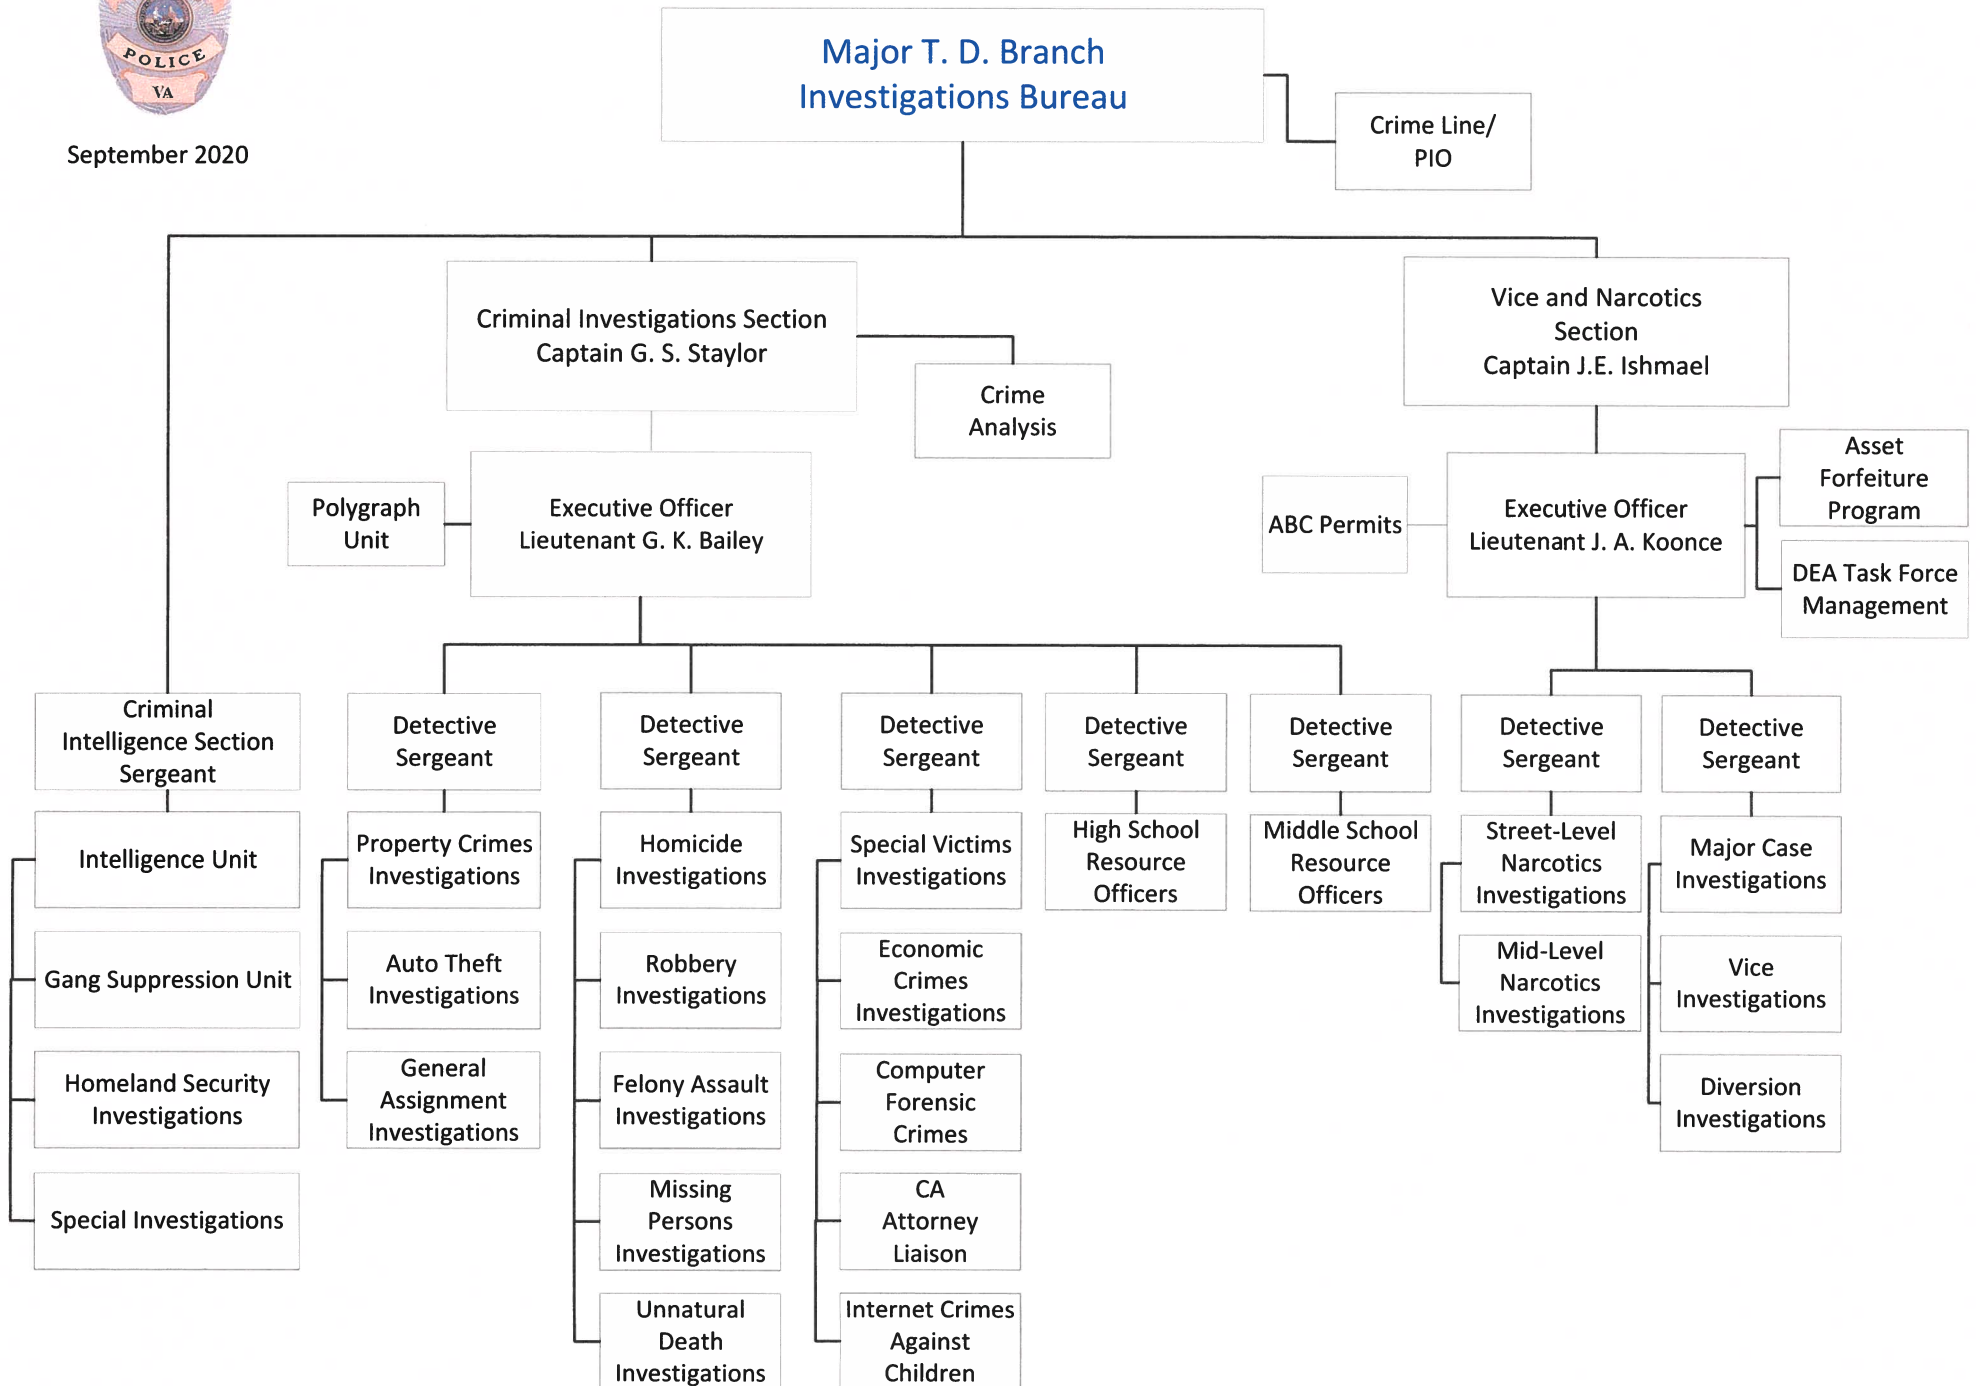 POLICE
VA
September 2020
Major T. D. Branch
Investigations Bureau
Crime Line/
PIO
Criminal Investigations Section
Captain G. S. Staylor
Crime
Analysis
Vice and Narcotics
Section
Captain J.E. Ishmael
Polygraph
Unit
Executive Officer
Lieutenant G. K. Bailey
ABC Permits
Executive Officer
Lieutenant J. A. Koonce
Asset
Forfeiture
Program
DEA Task Force
Management
Criminal
Intelligence Section
Sergeant
Intelligence Unit
Gang Suppression Unit
Homeland Security
Investigations
Special Investigations
Detective
Sergeant
Property Crimes
Investigations
Auto Theft
Investigations
General
Assignment
Investigations
Detective
Sergeant
Homicide
Investigations
Robbery
Investigations
Felony Assault
Investigations
Missing
Persons
Investigations
Unnatural
Death
Investigations
Detective
Sergeant
Special Victims
Investigations
Economic
Crimes
Investigations
Computer
Forensic
Crimes
CA
Attorney
Liaison
Internet Crimes
Against
Children
Detective
Sergeant
High School
Resource
Officers
Detective
Sergeant
Middle School
Resource
Officers
Detective
Sergeant
Street-Level
Narcotics
Investigations
Mid-Level
Narcotics
Investigations
Detective
Sergeant
Major Case
Investigations
Vice
Investigations
Diversion
Investigations